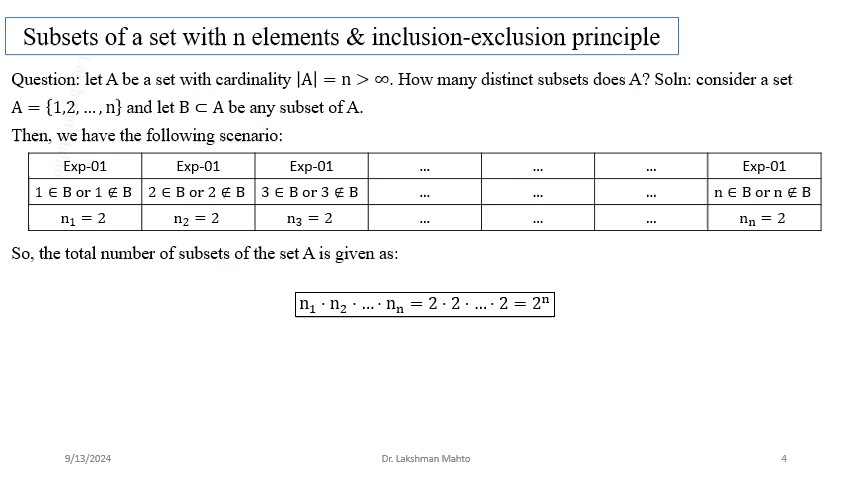 Subsets of a set with n elements & inclusion-exclusion principle
Question: let A be a set with cardinality |A| = n > ∞. How many distinct subsets does A? Soln: consider a set
A = {1,2, ..., n} and let B ⊂ A be any subset of A.
Then, we have the following scenario:
Exp-01 Exp-01 Exp-01 ... ... ... Exp-01
1 ∈ B or 1 ∉ B 2 ∈ B or 2 ∉ B 3 ∈ B or 3 ∉ B ... ... ... n ∈ B or n ∉ B
n₁ = 2 n₂ = 2 n₃ = 2 ... ... ... nₙ = 2
So, the total number of subsets of the set A is given as:
n₁ · n₂ · ... · nₙ = 2 · 2 · ... · 2 = 2ⁿ
9/13/2024 Dr. Lakshman Mahto 4